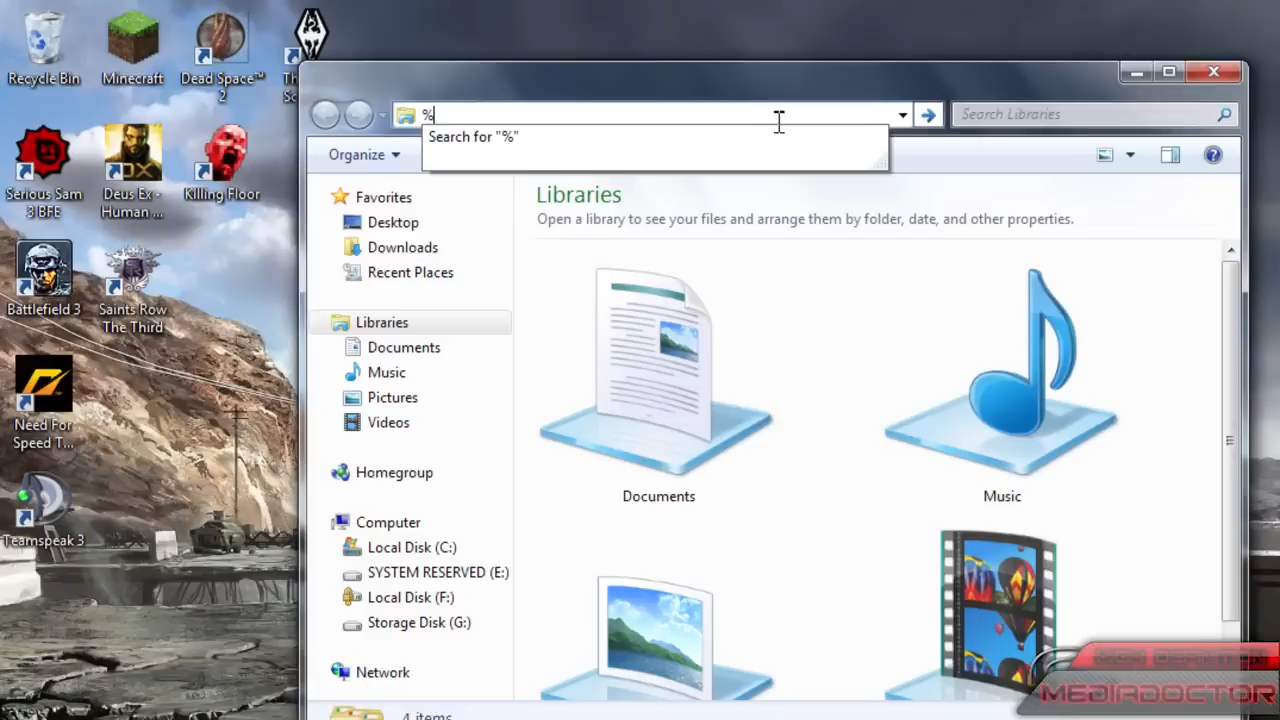 Recycle Bin
Minecraft
Dead Space™
2
Th
Sc
Serious Sam
3 BFE
Deus Ex -
Human ...
Killing Floor
Battlefield 3
Saints Row
The Third
Need For
Speed T...
Teamspeak 3
%
Search Libraries
Search for "%"
Organize
Favorites
Desktop
Downloads
Recent Places
Libraries
Documents
Music
Pictures
Videos
Homegroup
Computer
Local Disk (C:)
SYSTEM RESERVED (E:)
Local Disk (F:)
Storage Disk (G:)
Network
Libraries
Open a library to see your files and arrange them by folder, date, and other properties.
Documents
Music
4 items
MEDIADOCTOR